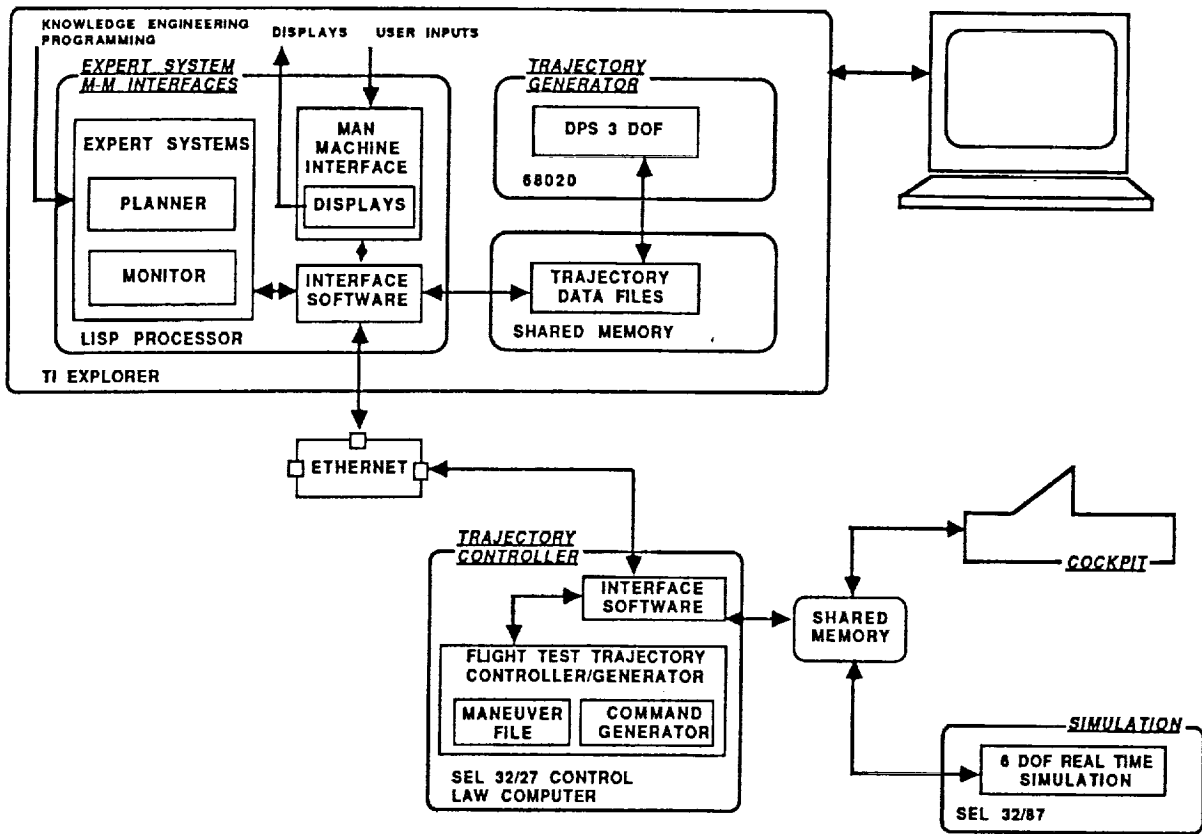 KNOWLEDGE ENGINEERING
PROGRAMMING
DISPLAYS
USER INPUTS
EXPERT SYSTEM
M-M INTERFACES
EXPERT SYSTEMS
PLANNER
MONITOR
MAN
MACHINE
INTERFACE
DISPLAYS
INTERFACE
SOFTWARE
LISP PROCESSOR
TI EXPLORER
TRAJECTORY
GENERATOR
DPS 3 DOF
68020
TRAJECTORY
DATA FILES
SHARED MEMORY
ETHERNET
TRAJECTORY
CONTROLLER
INTERFACE
SOFTWARE
FLIGHT TEST TRAJECTORY
CONTROLLER/GENERATOR
MANEUVER
FILE
COMMAND
GENERATOR
SEL 32/27 CONTROL
LAW COMPUTER
SHARED
MEMORY
COCKPIT
SIMULATION
6 DOF REAL TIME
SIMULATION
SEL 32/87